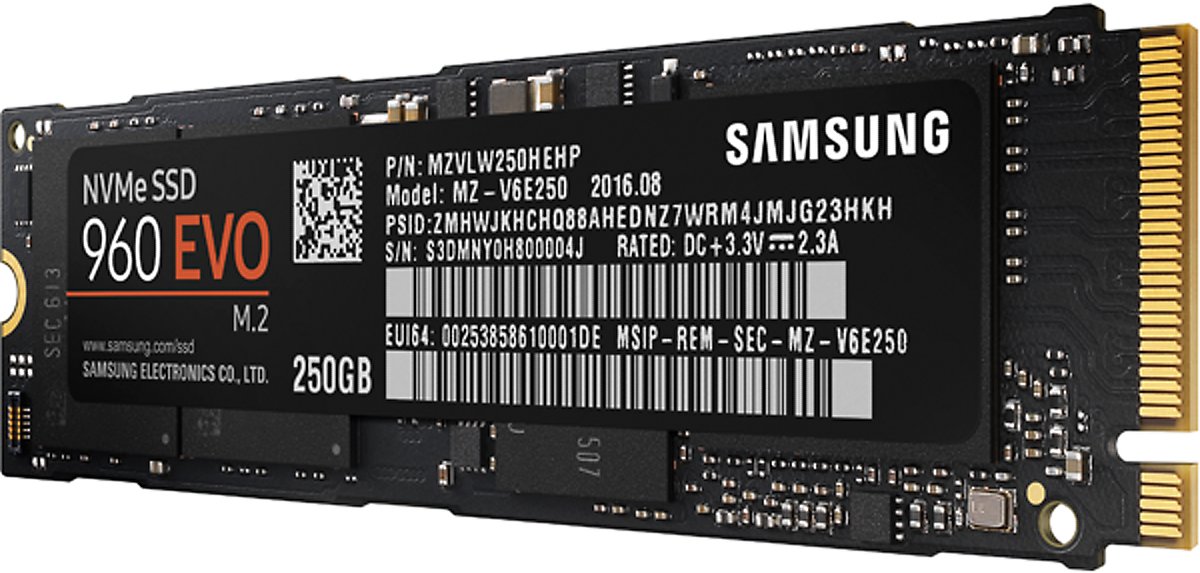 SAMSUNG
NVMe SSD
960 EVO
M.2
www.samsung.com/ssd
SAMSUNG ELECTRONICS CO., LTD.
250GB
P/N: MZVLW250HEHP
Model: MZ-V6E250 2016.08
PSID:ZMHWJKHCHQ88AHEDNZ7WRM4JMJG23HKH
S/N: S3DMNY0H800004J RATED: DC+3.3V⎓2.3A
EUI64: 00253858610001DE MSIP-REM-SEC-MZ-V6E250
SEC 613
507